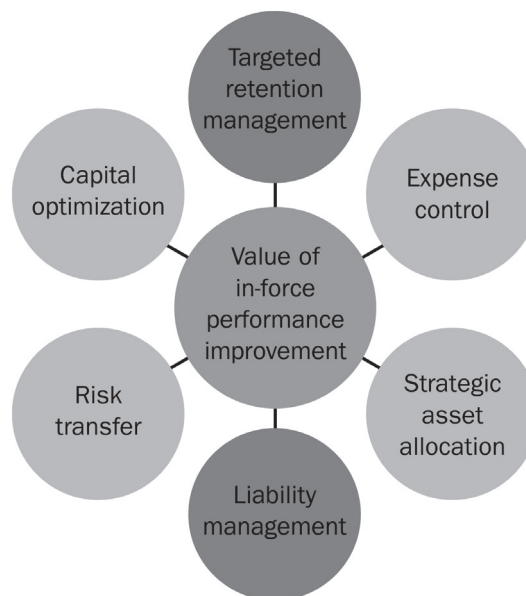 Targeted
retention
management
Capital
optimization
Expense
control
Value of
in-force
performance
improvement
Risk
transfer
Strategic
asset
allocation
Liability
management